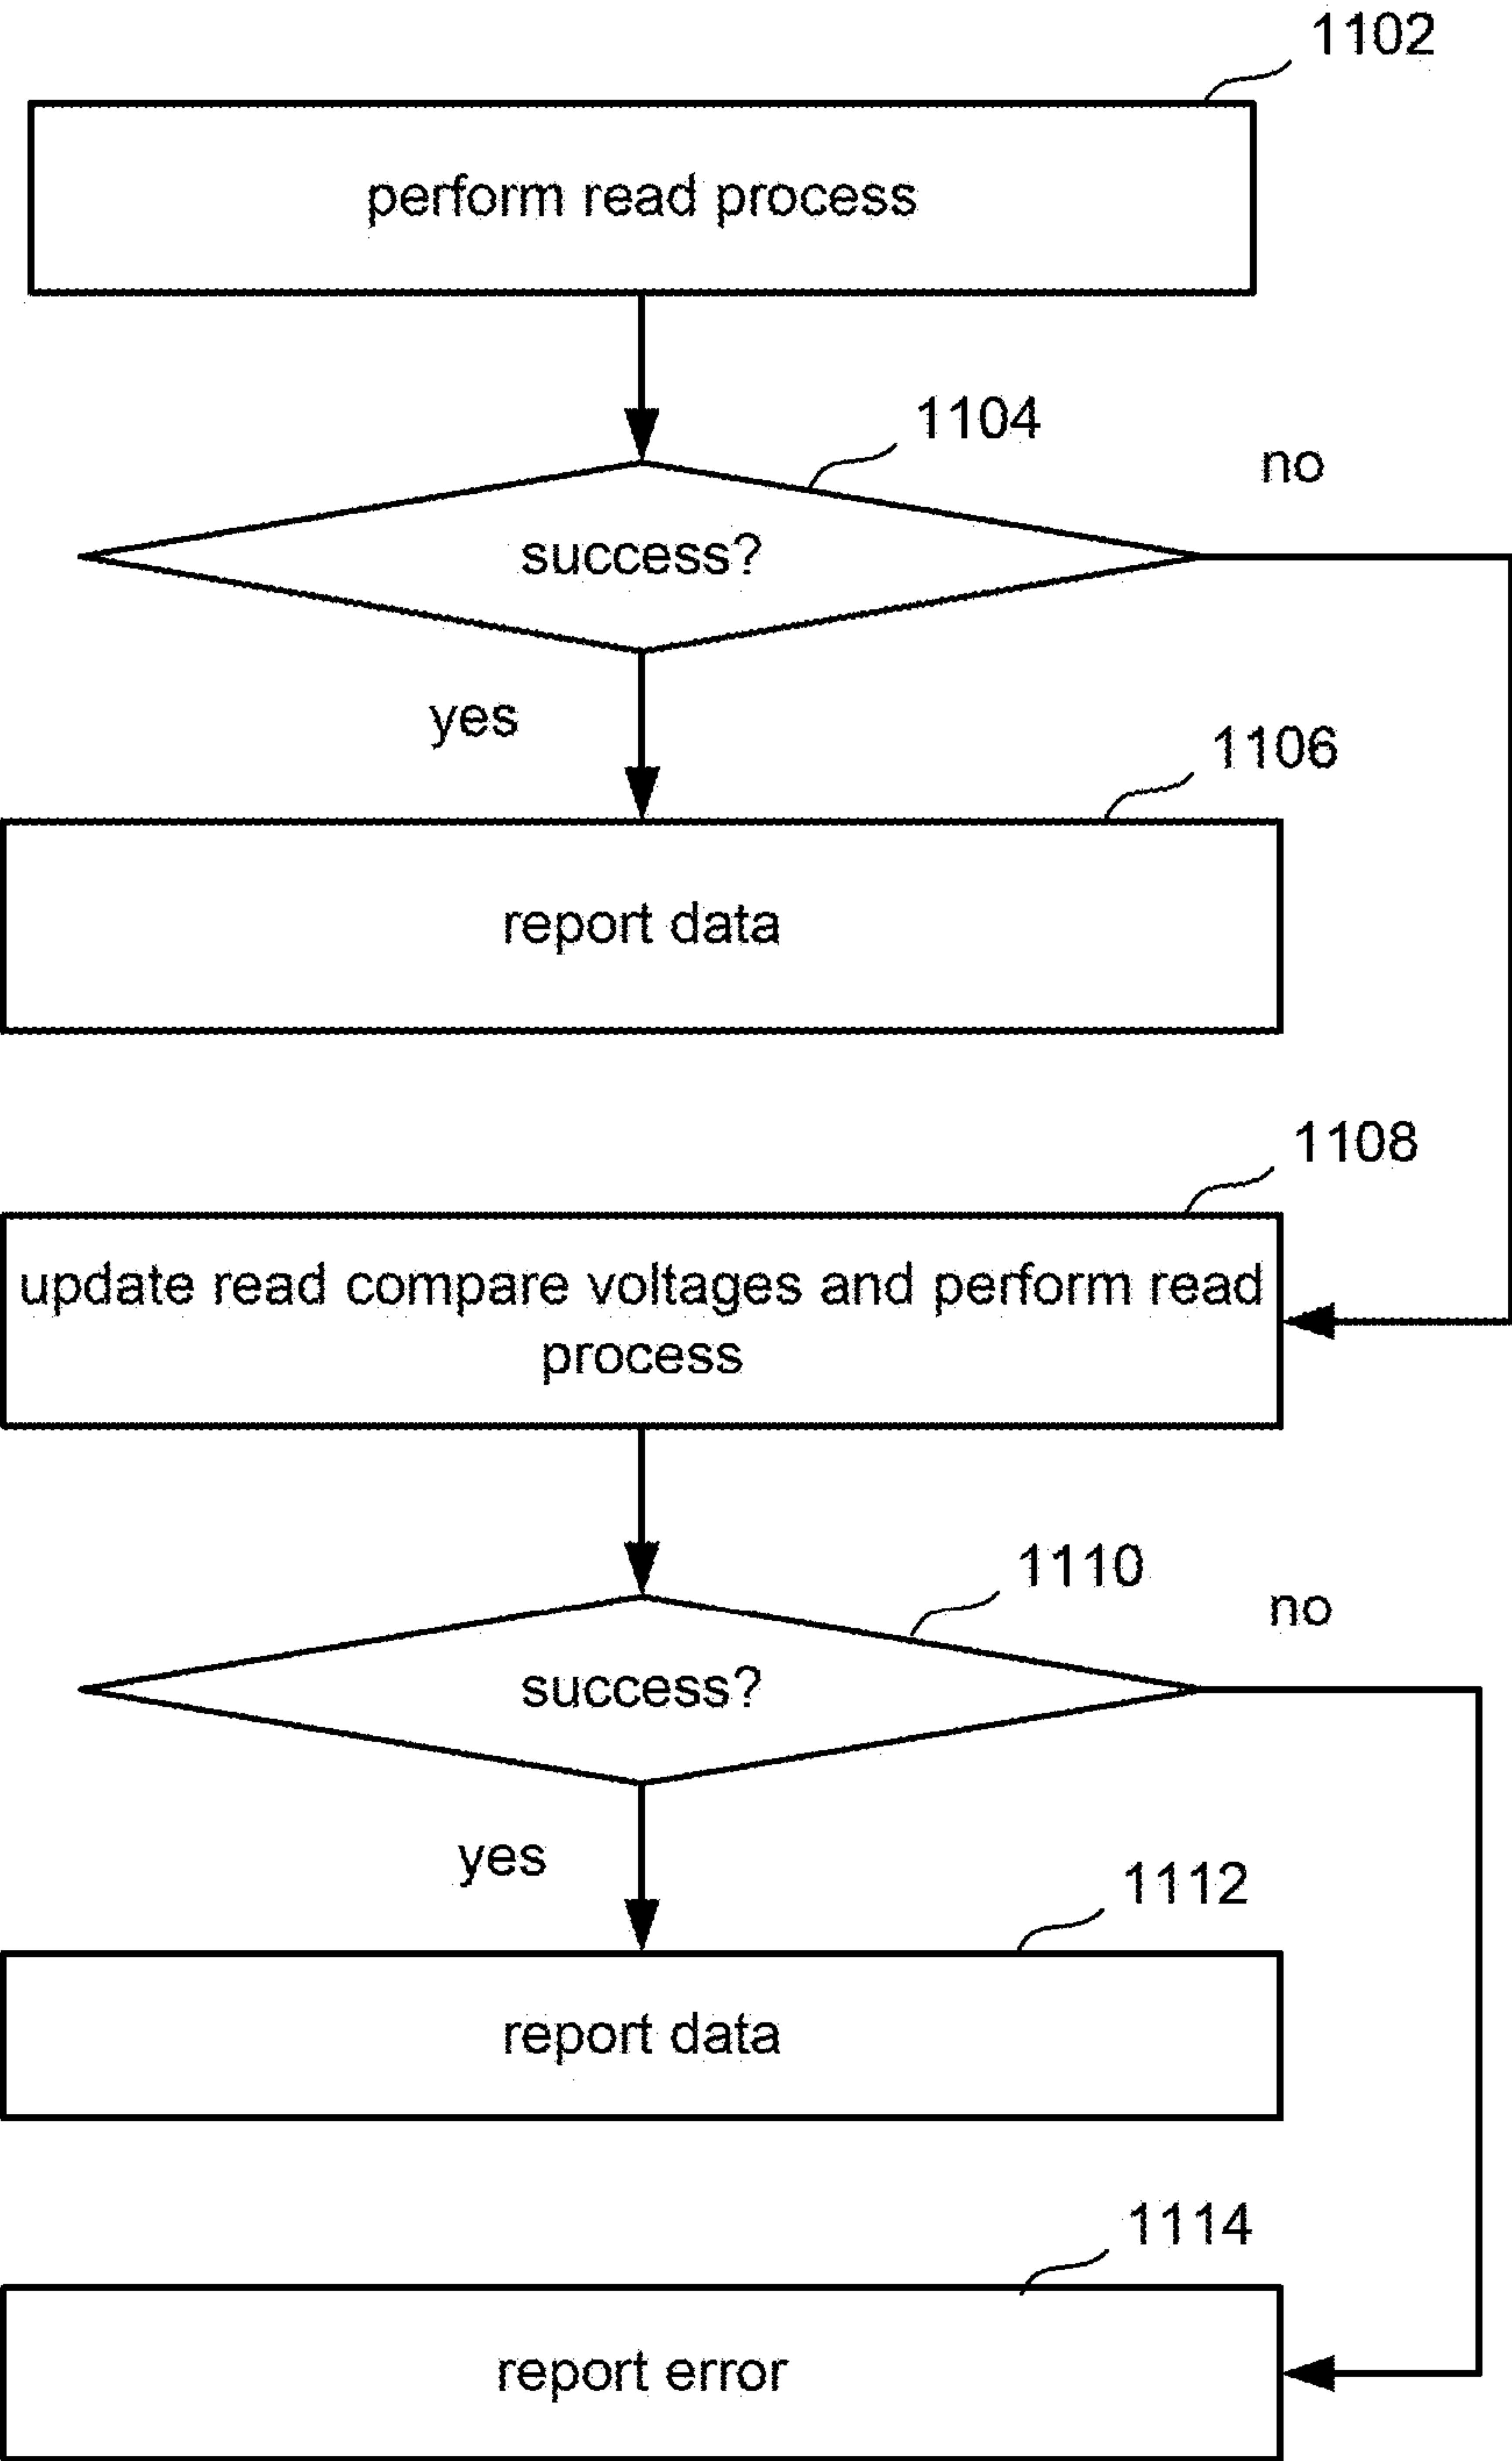 1102
perform read process
1104
no
success?
yes
1106
report data
1108
update read compare voltages and perform read
process
1110
no
success?
yes
1112
report data
1114
report error